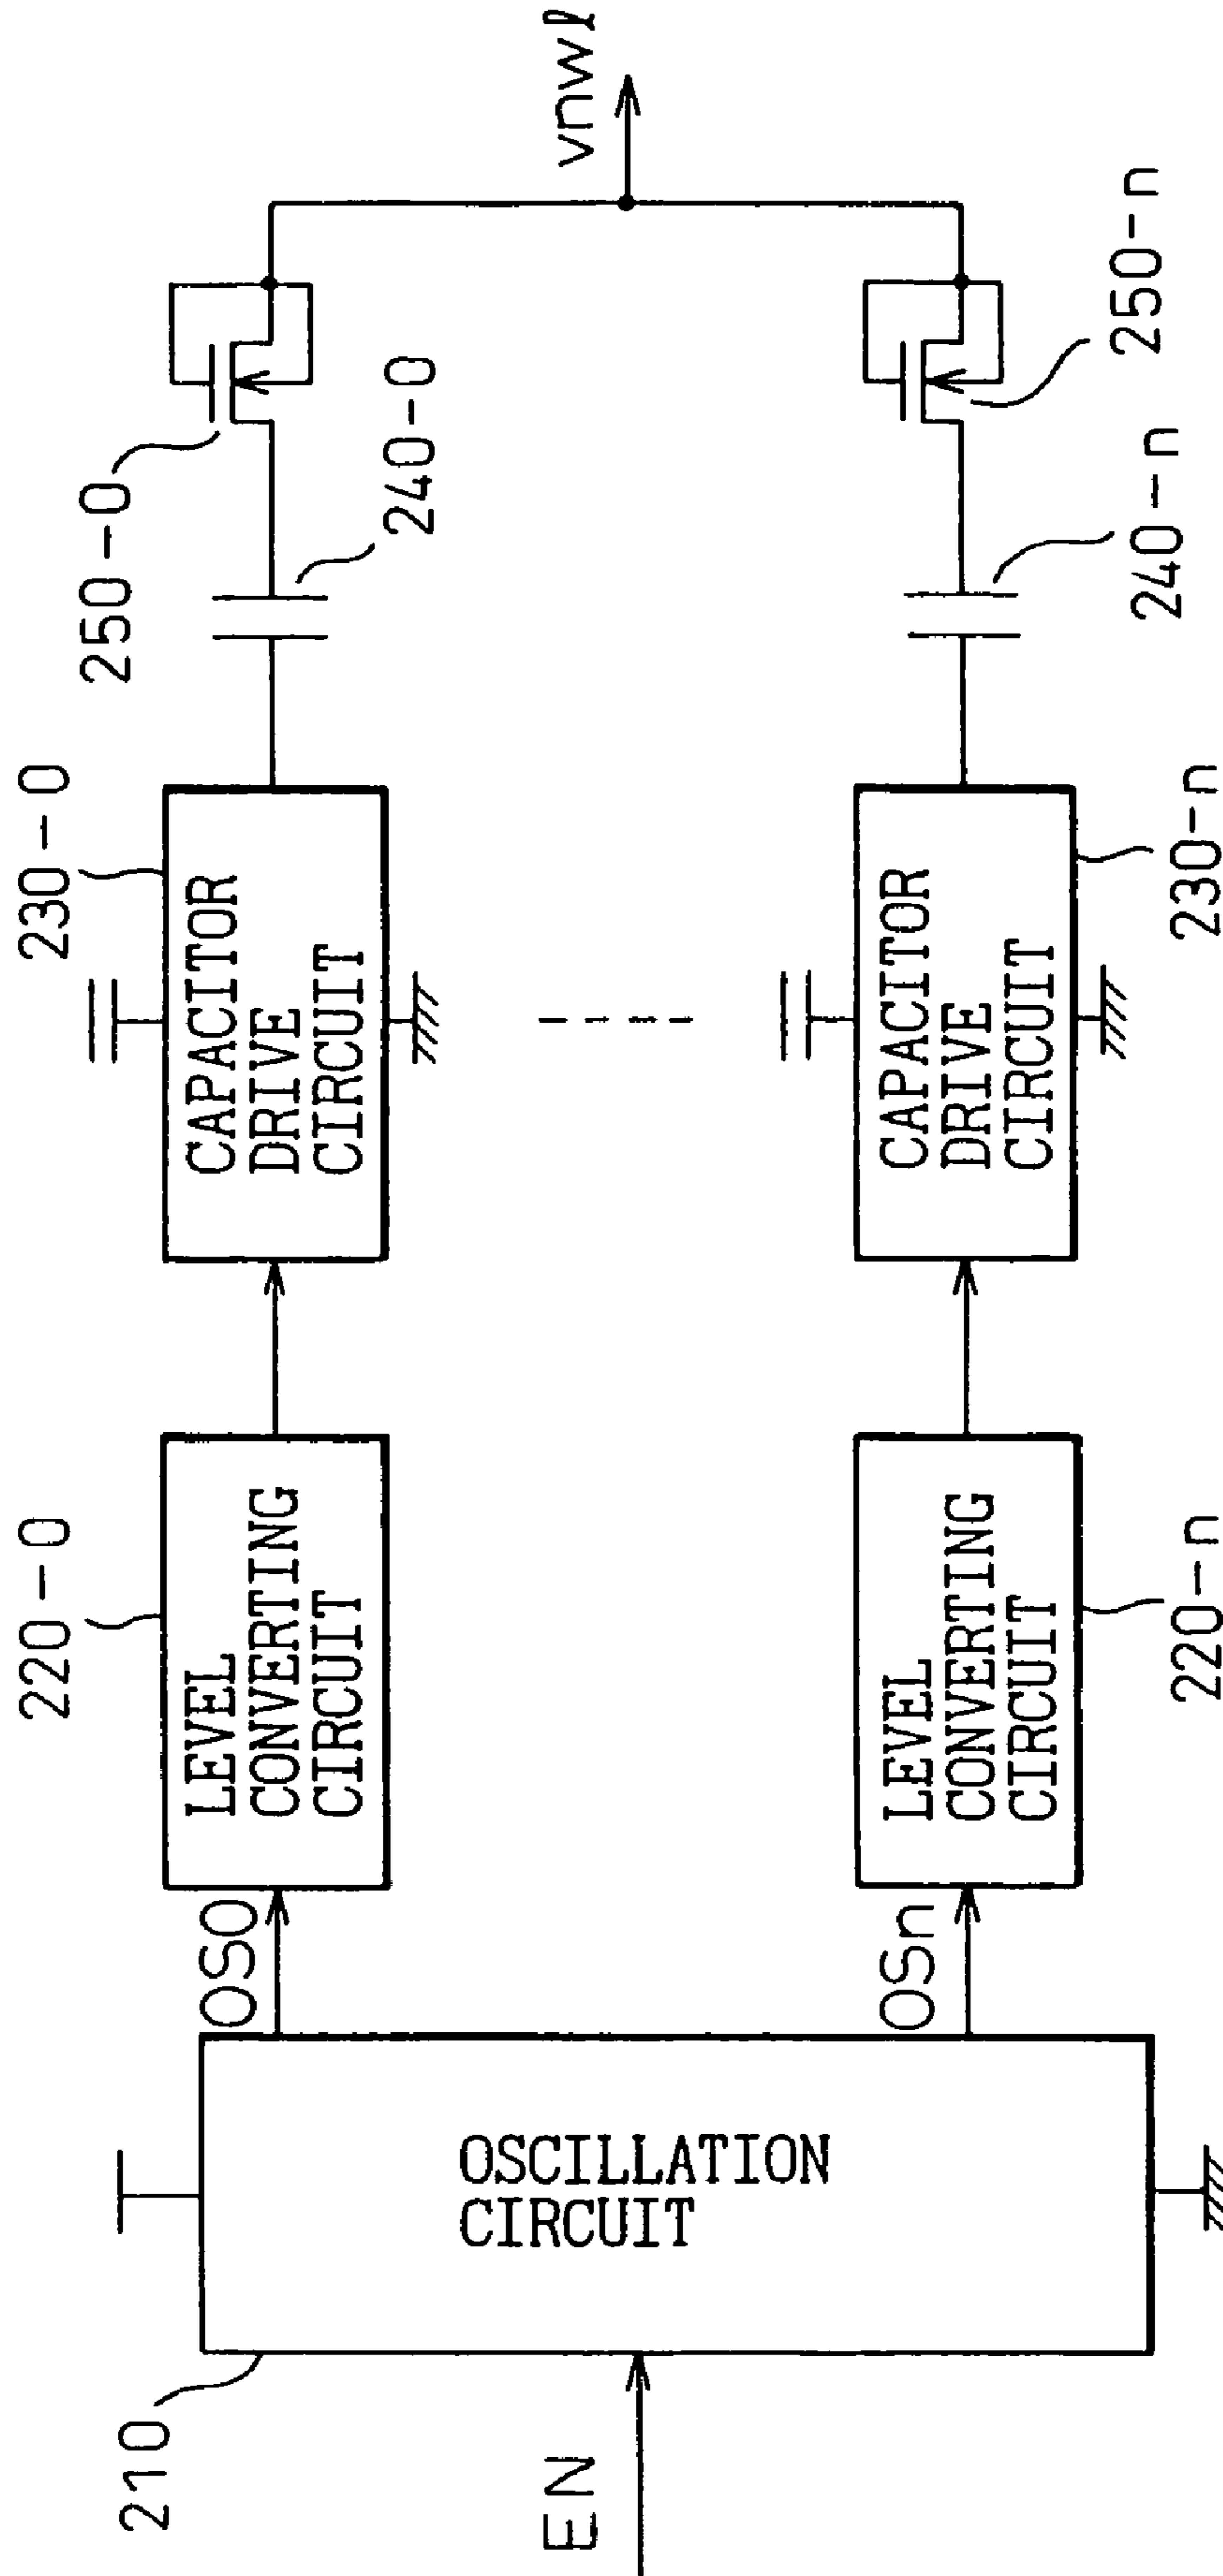 EN
210
OSCILLATION
CIRCUIT
OS0
220-0
LEVEL
CONVERTING
CIRCUIT
230-0
CAPACITOR
DRIVE
CIRCUIT
250-0
240-0
vnwℓ
OSn
LEVEL
CONVERTING
CIRCUIT
220-n
CAPACITOR
DRIVE
CIRCUIT
230-n
240-n
250-n